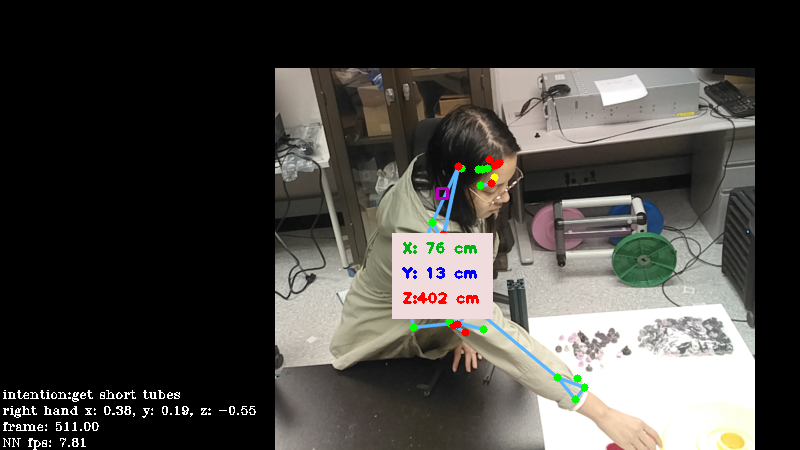 X: 76 cm
Y: 13 cm
Z:402 cm
intention:get short tubes
right hand x: 0.38, y: 0.19, z: −0.55
frame: 511.00
NN fps: 7.81